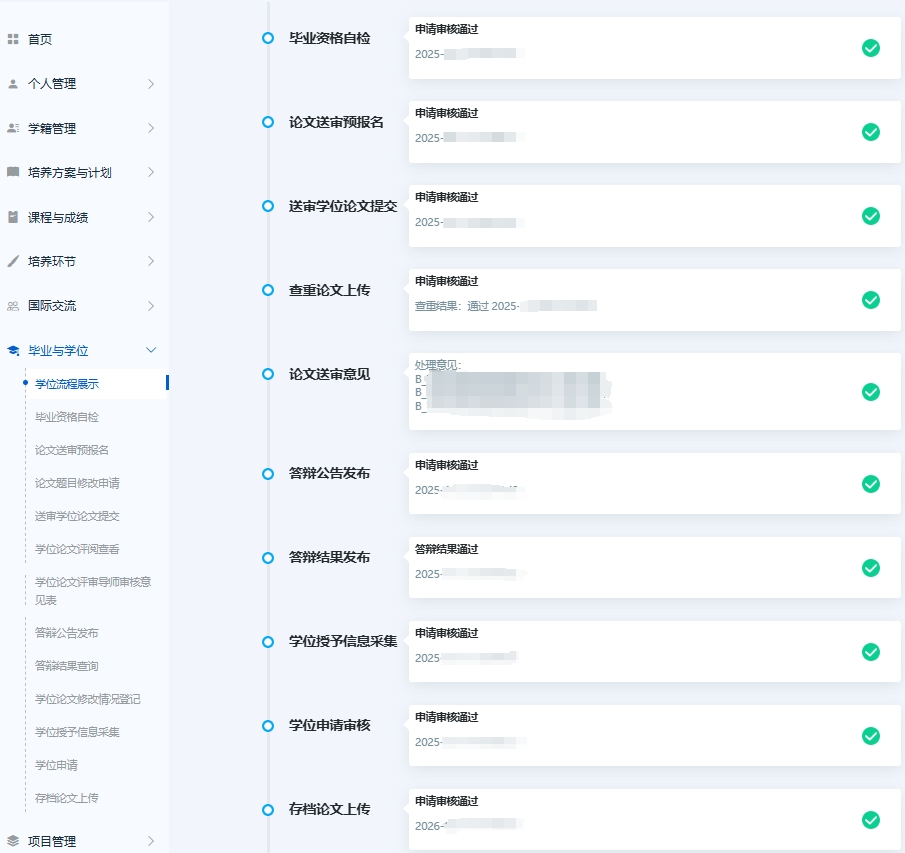 首页
个人管理
学籍管理
培养方案与计划
课程与成绩
培养环节
国际交流
毕业与学位
学位流程展示
毕业资格自检
论文送审预报名
论文题目修改申请
送审学位论文提交
学位论文评阅查看
学位论文评审导师审核意
见表
答辩公告发布
答辩结果查询
学位论文修改情况登记
学位授予信息采集
学位申请
存档论文上传
项目管理
毕业资格自检
申请审核通过
2025-
论文送审预报名
申请审核通过
2025-
送审学位论文提交
申请审核通过
2025-
查重论文上传
申请审核通过
查重结果：通过 2025-
论文送审意见
处理意见：
B_
B_
B_
答辩公告发布
申请审核通过
2025-
答辩结果发布
答辩结果通过
2025-
学位授予信息采集
申请审核通过
2025
学位申请审核
申请审核通过
2025-
存档论文上传
申请审核通过
2026-